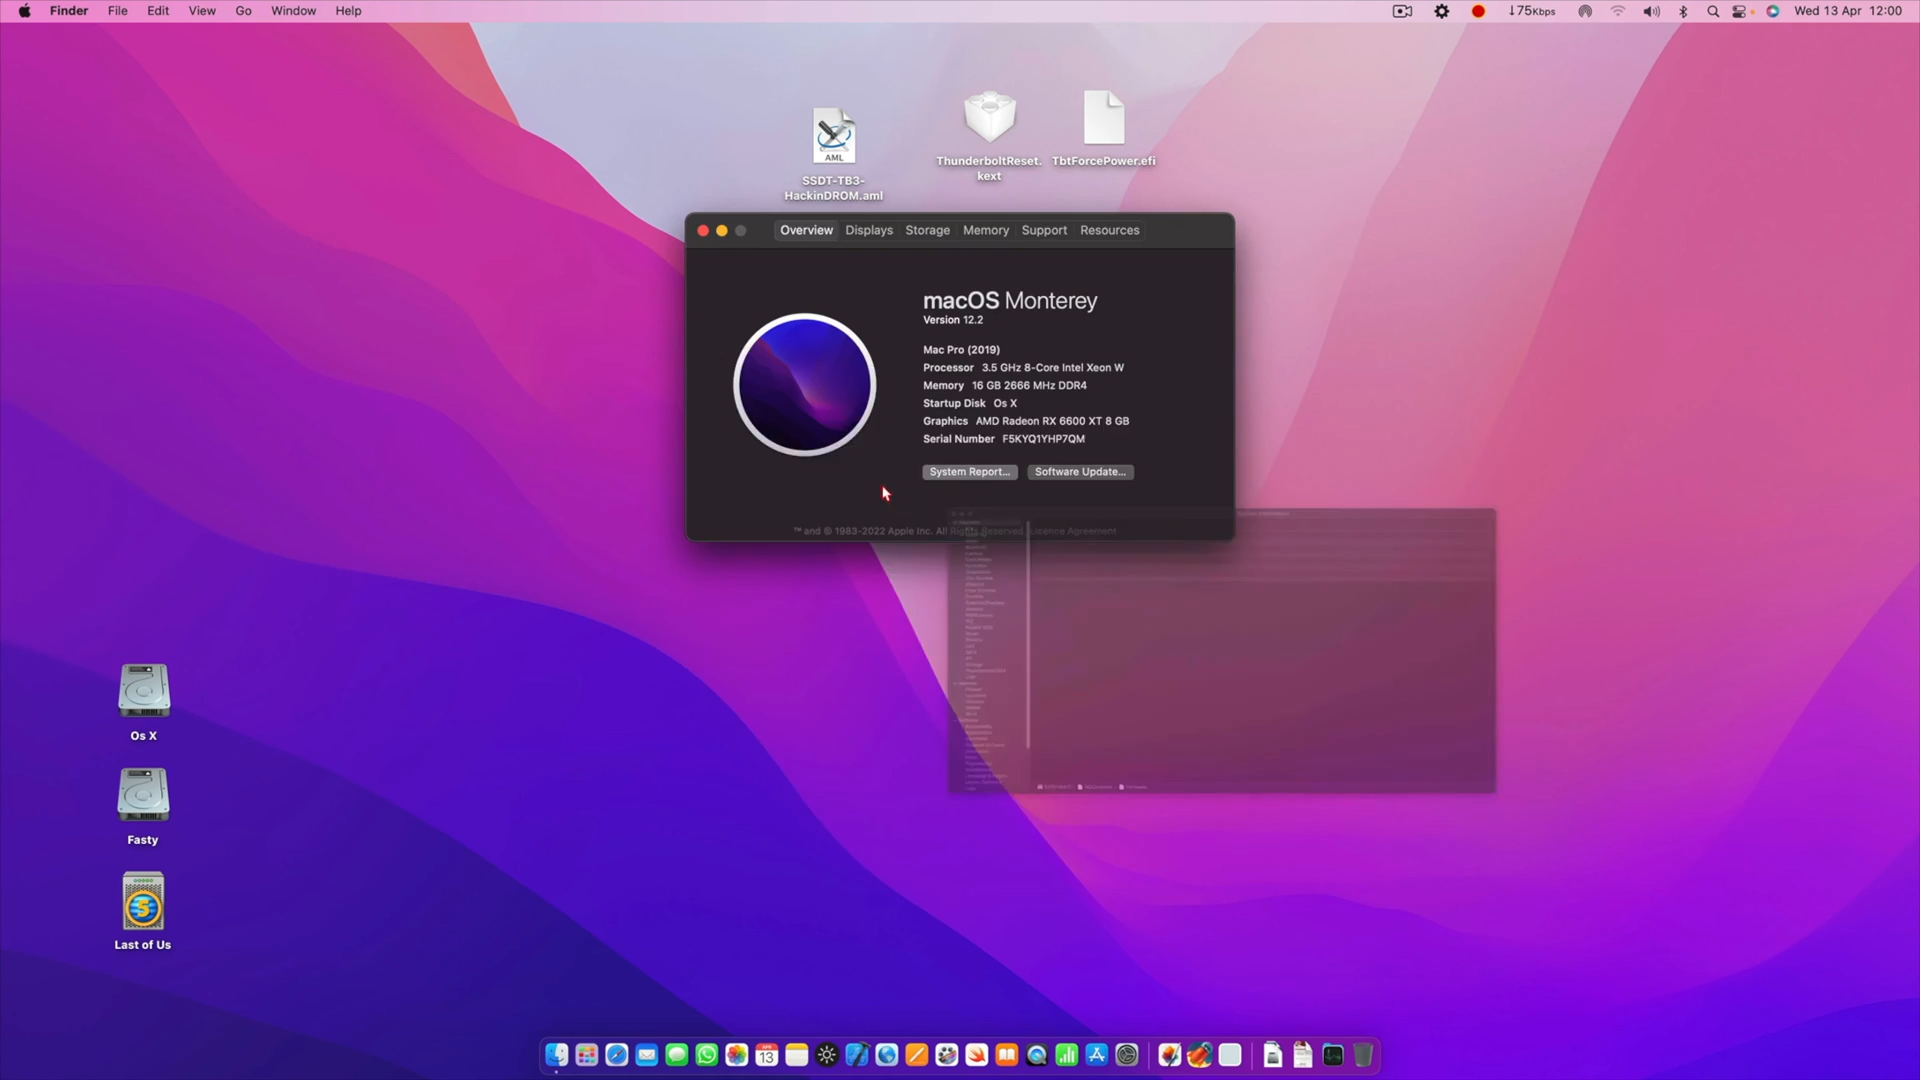 Finder File Edit View Go Window Help
↓75Kbps Wed 13 Apr 12:00
AML
SSDT-TB3-
HackinDROM.aml
ThunderboltReset.
kext
TbtForcePower.efi
Overview Displays Storage Memory Support Resources
macOS Monterey
Version 12.2
Mac Pro (2019)
Processor 3.5 GHz 8-Core Intel Xeon W
Memory 16 GB 2666 MHz DDR4
Startup Disk Os X
Graphics AMD Radeon RX 6600 XT 8 GB
Serial Number F5KYQ1YHP7QM
System Report... Software Update...
™ and © 1983-2022 Apple Inc. All Rights Reserved Licence Agreement
Os X
Fasty
Last of Us
13